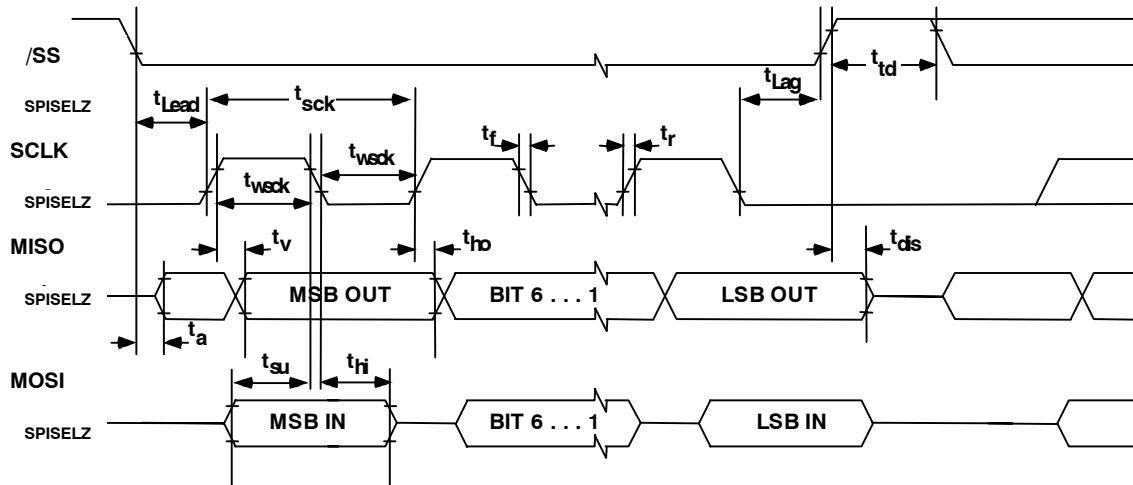 /SS
SPISELZ
tLead
tsck
tLag
ttd
SCLK
SPISELZ
twsck
twsck
tf
tr
MISO
SPISELZ
tv
tho
tdis
MSB OUT
BIT 6 . . . 1
LSB OUT
ta
MOSI
SPISELZ
tsu
thi
MSB IN
BIT 6 . . . 1
LSB IN